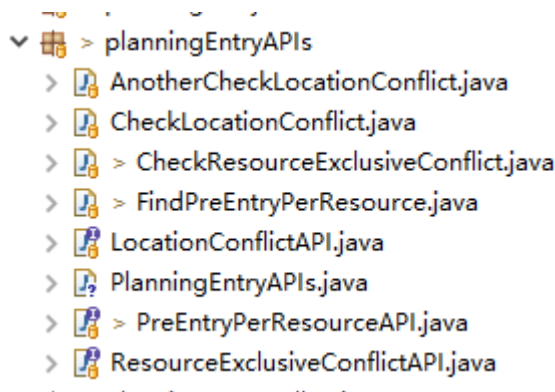 > planningEntryAPIs
AnotherCheckLocationConflict.java
CheckLocationConflict.java
> CheckResourceExclusiveConflict.java
> FindPreEntryPerResource.java
LocationConflictAPI.java
PlanningEntryAPIs.java
> PreEntryPerResourceAPI.java
ResourceExclusiveConflictAPI.java